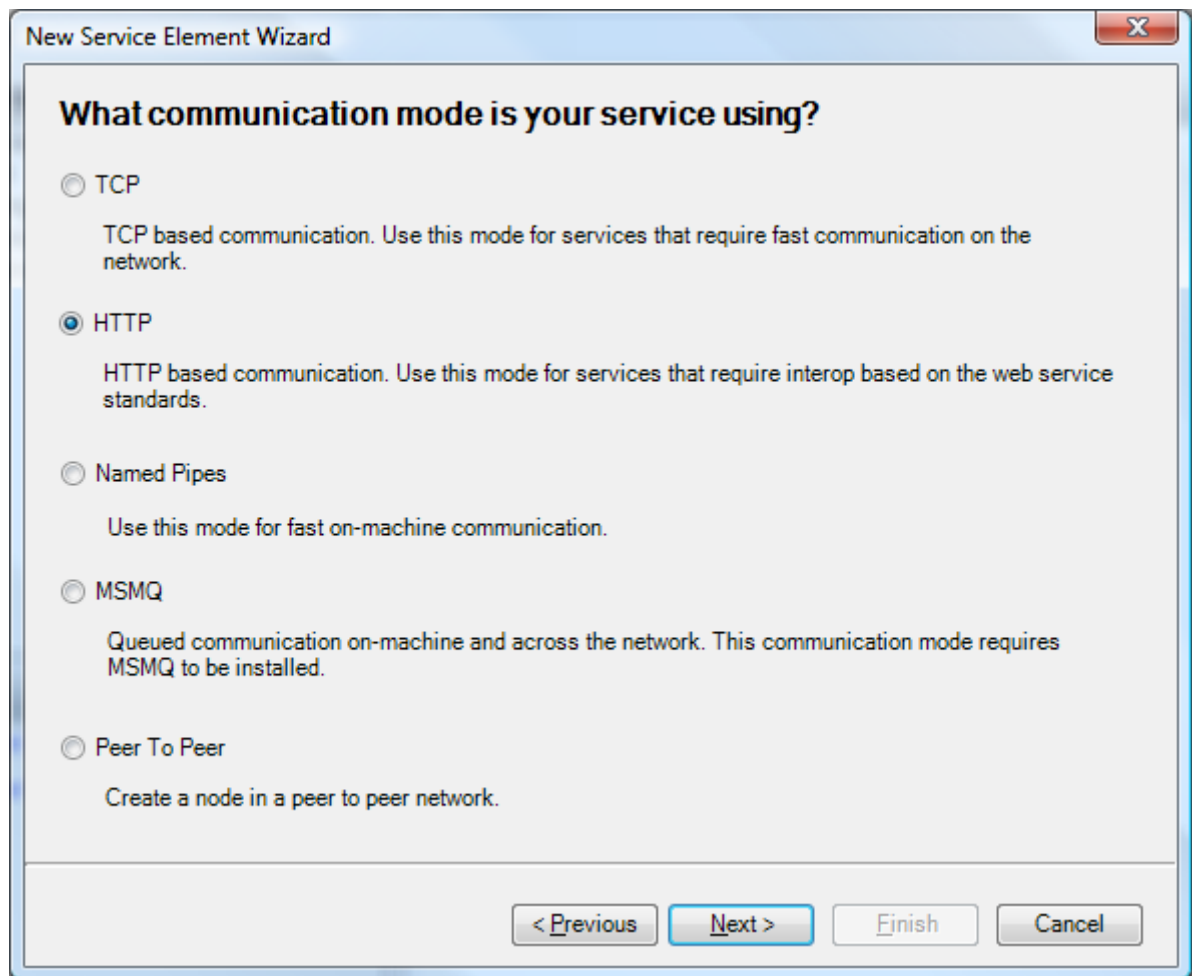 New Service Element Wizard
What communication mode is your service using?
TCP
TCP based communication. Use this mode for services that require fast communication on the
network.
HTTP
HTTP based communication. Use this mode for services that require interop based on the web service
standards.
Named Pipes
Use this mode for fast on-machine communication.
MSMQ
Queued communication on-machine and across the network. This communication mode requires
MSMQ to be installed.
Peer To Peer
Create a node in a peer to peer network.
< Previous Next > Finish Cancel